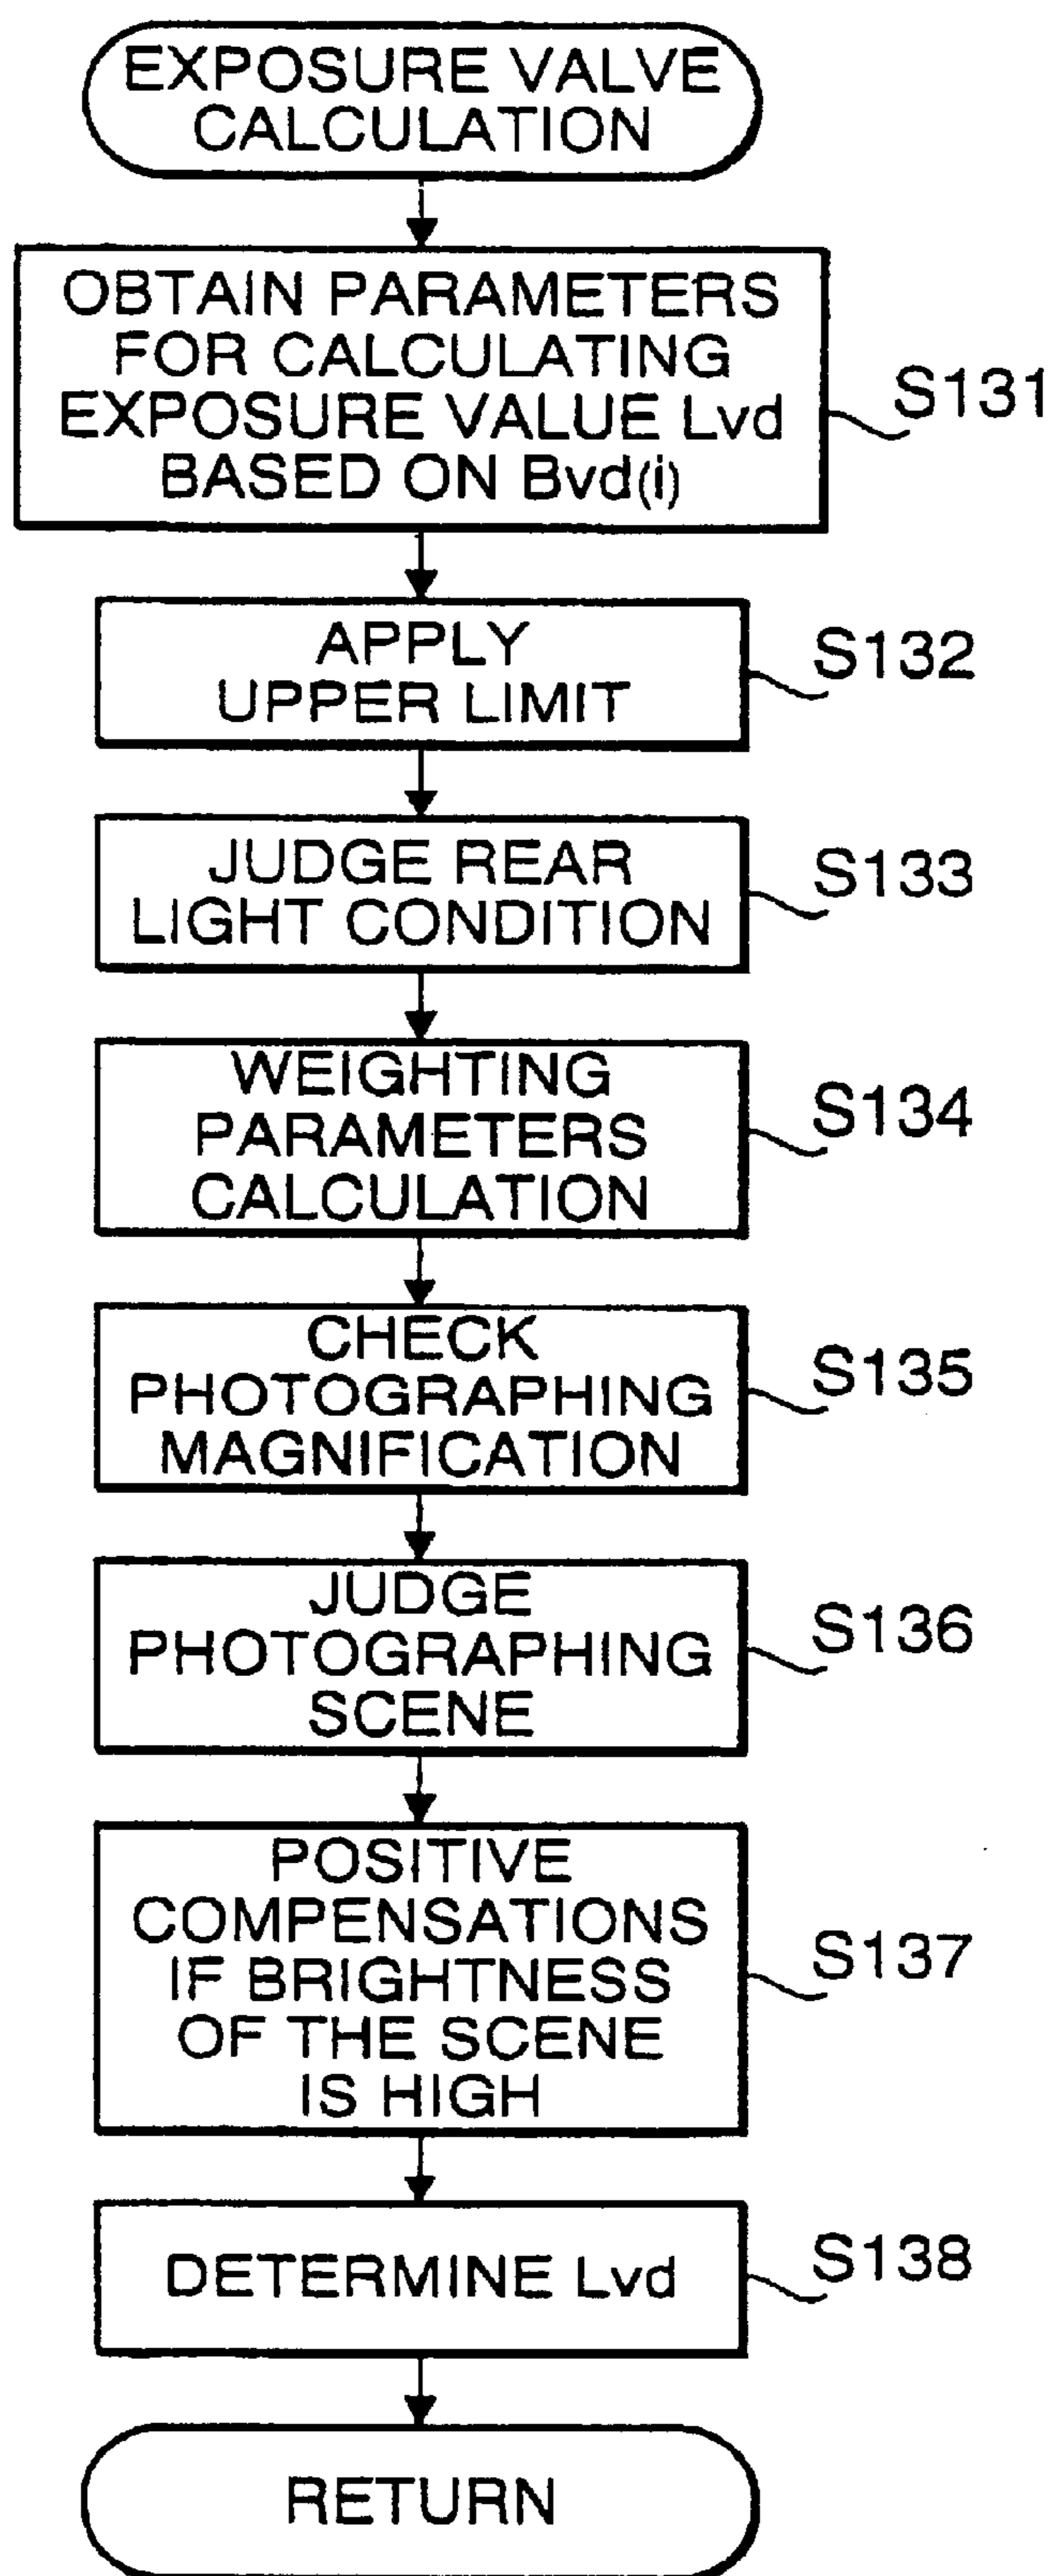 EXPOSURE VALVE
CALCULATION
OBTAIN PARAMETERS
FOR CALCULATING
EXPOSURE VALUE Lvd
BASED ON Bvd(i)
S131
APPLY
UPPER LIMIT
S132
JUDGE REAR
LIGHT CONDITION
S133
WEIGHTING
PARAMETERS
CALCULATION
S134
CHECK
PHOTOGRAPHING
MAGNIFICATION
S135
JUDGE
PHOTOGRAPHING
SCENE
S136
POSITIVE
COMPENSATIONS
IF BRIGHTNESS
OF THE SCENE
IS HIGH
S137
DETERMINE Lvd
S138
RETURN